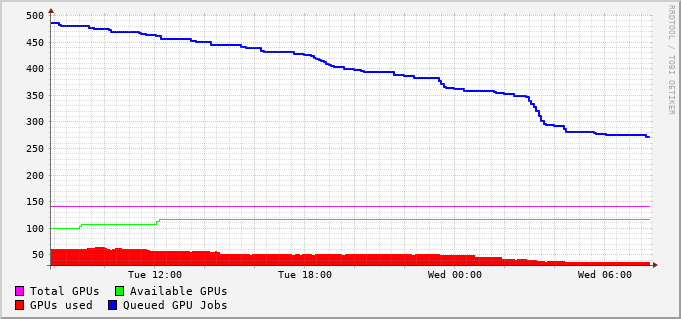 500
450
400
350
300
250
200
150
100
50
Tue 12:00 Tue 18:00 Wed 00:00 Wed 06:00
Total GPUs Available GPUs
GPUs used Queued GPU Jobs
RRDTOOL / TOBI OETIKER